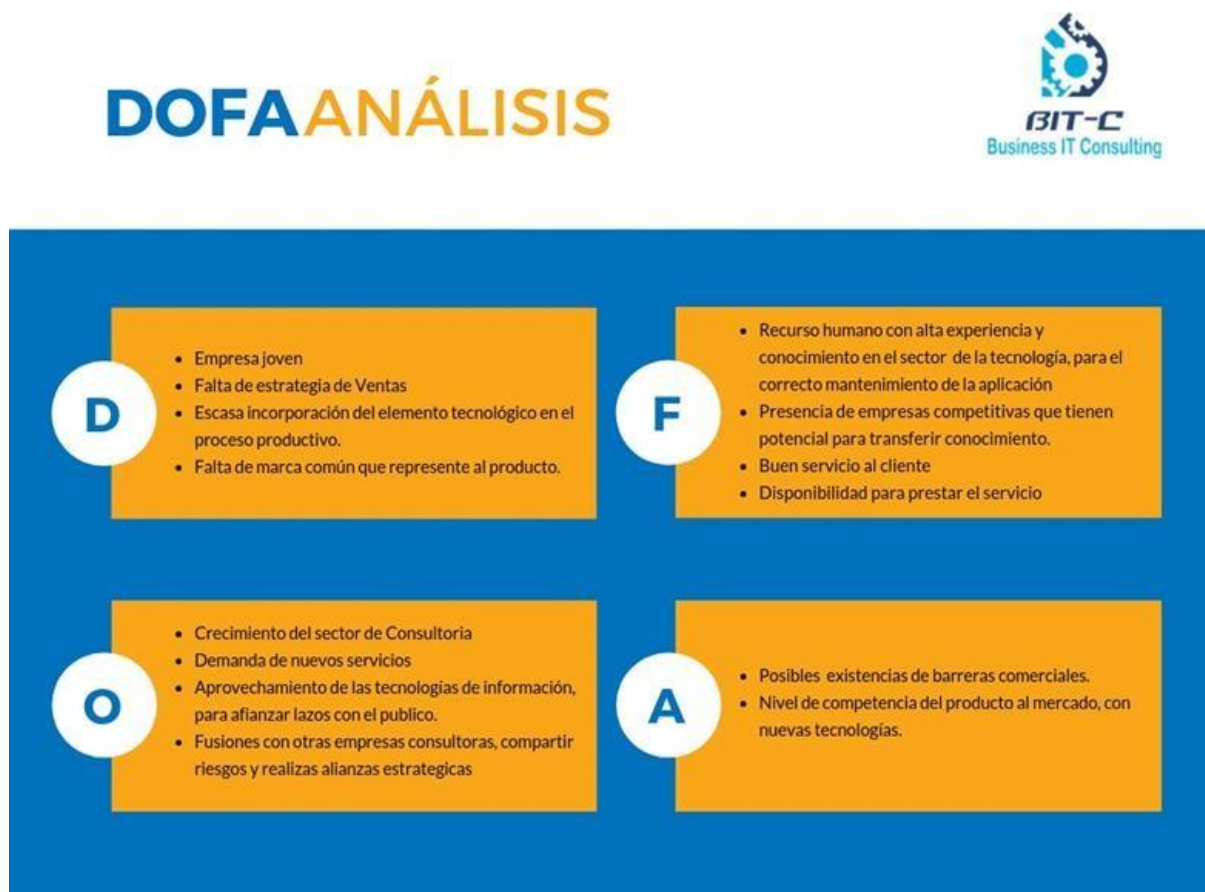 DOFA ANÁLISIS
BIT-C
Business IT Consulting
D
• Empresa joven
• Falta de estrategia de Ventas
• Escasa incorporación del elemento tecnológico en el
proceso productivo.
• Falta de marca común que represente al producto.
F
• Recurso humano con alta experiencia y
conocimiento en el sector de la tecnología, para el
correcto mantenimiento de la aplicación
• Presencia de empresas competitivas que tienen
potencial para transferir conocimiento.
• Buen servicio al cliente
• Disponibilidad para prestar el servicio
O
• Crecimiento del sector de Consultoria
• Demanda de nuevos servicios
• Aprovechamiento de las tecnologías de información,
para afianzar lazos con el publico.
• Fusiones con otras empresas consultoras, compartir
riesgos y realizas alianzas estrategicas
A
• Posibles existencias de barreras comerciales.
• Nivel de competencia del producto al mercado, con
nuevas tecnologías.